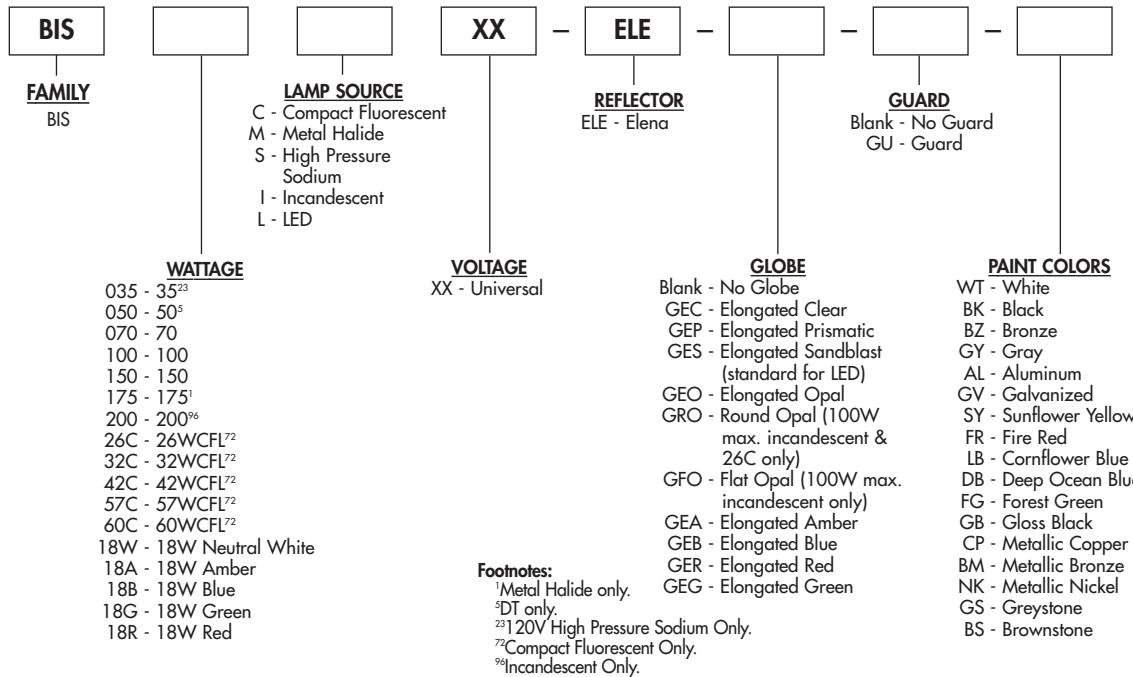 BIS XX – ELE – – –
FAMILY
BIS
LAMP SOURCE
C - Compact Fluorescent
M - Metal Halide
S - High Pressure
Sodium
I - Incandescent
L - LED
REFLECTOR
ELE - Elena
GUARD
Blank - No Guard
GU - Guard
WATTAGE
035 - 35²³
050 - 50⁵
070 - 70
100 - 100
150 - 150
175 - 175¹
200 - 200⁹⁶
26C - 26WCFL⁷²
32C - 32WCFL⁷²
42C - 42WCFL⁷²
57C - 57WCFL⁷²
60C - 60WCFL⁷²
18W - 18W Neutral White
18A - 18W Amber
18B - 18W Blue
18G - 18W Green
18R - 18W Red
VOLTAGE
XX - Universal
GLOBE
Blank - No Globe
GEC - Elongated Clear
GEP - Elongated Prismatic
GES - Elongated Sandblast
(standard for LED)
GEO - Elongated Opal
GRO - Round Opal (100W
max. incandescent &
26C only)
GFO - Flat Opal (100W max.
incandescent only)
GEA - Elongated Amber
GEB - Elongated Blue
GER - Elongated Red
GEG - Elongated Green
PAINT COLORS
WT - White
BK - Black
BZ - Bronze
GY - Gray
AL - Aluminum
GV - Galvanized
SY - Sunflower Yellow
FR - Fire Red
LB - Cornflower Blue
DB - Deep Ocean Blue
FG - Forest Green
GB - Gloss Black
CP - Metallic Copper
BM - Metallic Bronze
NK - Metallic Nickel
GS - Greystone
BS - Brownstone
Footnotes:
¹Metal Halide only.
⁵DT only.
²³120V High Pressure Sodium Only.
⁷²Compact Fluorescent Only.
⁹⁶Incandescent Only.